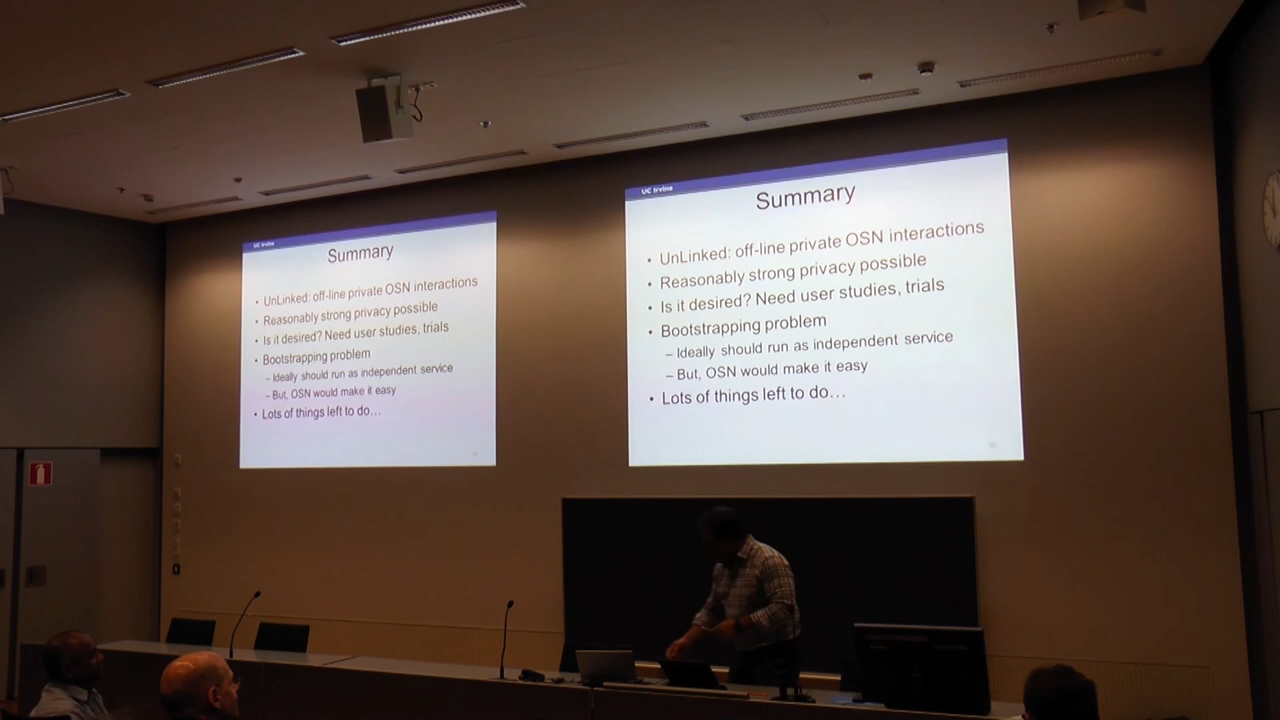 UC Irvine
Summary
• UnLinked: off-line private OSN interactions
• Reasonably strong privacy possible
• Is it desired? Need user studies, trials
• Bootstrapping problem
– Ideally should run as independent service
– But, OSN would make it easy
• Lots of things left to do…
UC Irvine
Summary
• UnLinked: off-line private OSN interactions
• Reasonably strong privacy possible
• Is it desired? Need user studies, trials
• Bootstrapping problem
– Ideally should run as independent service
– But, OSN would make it easy
• Lots of things left to do…